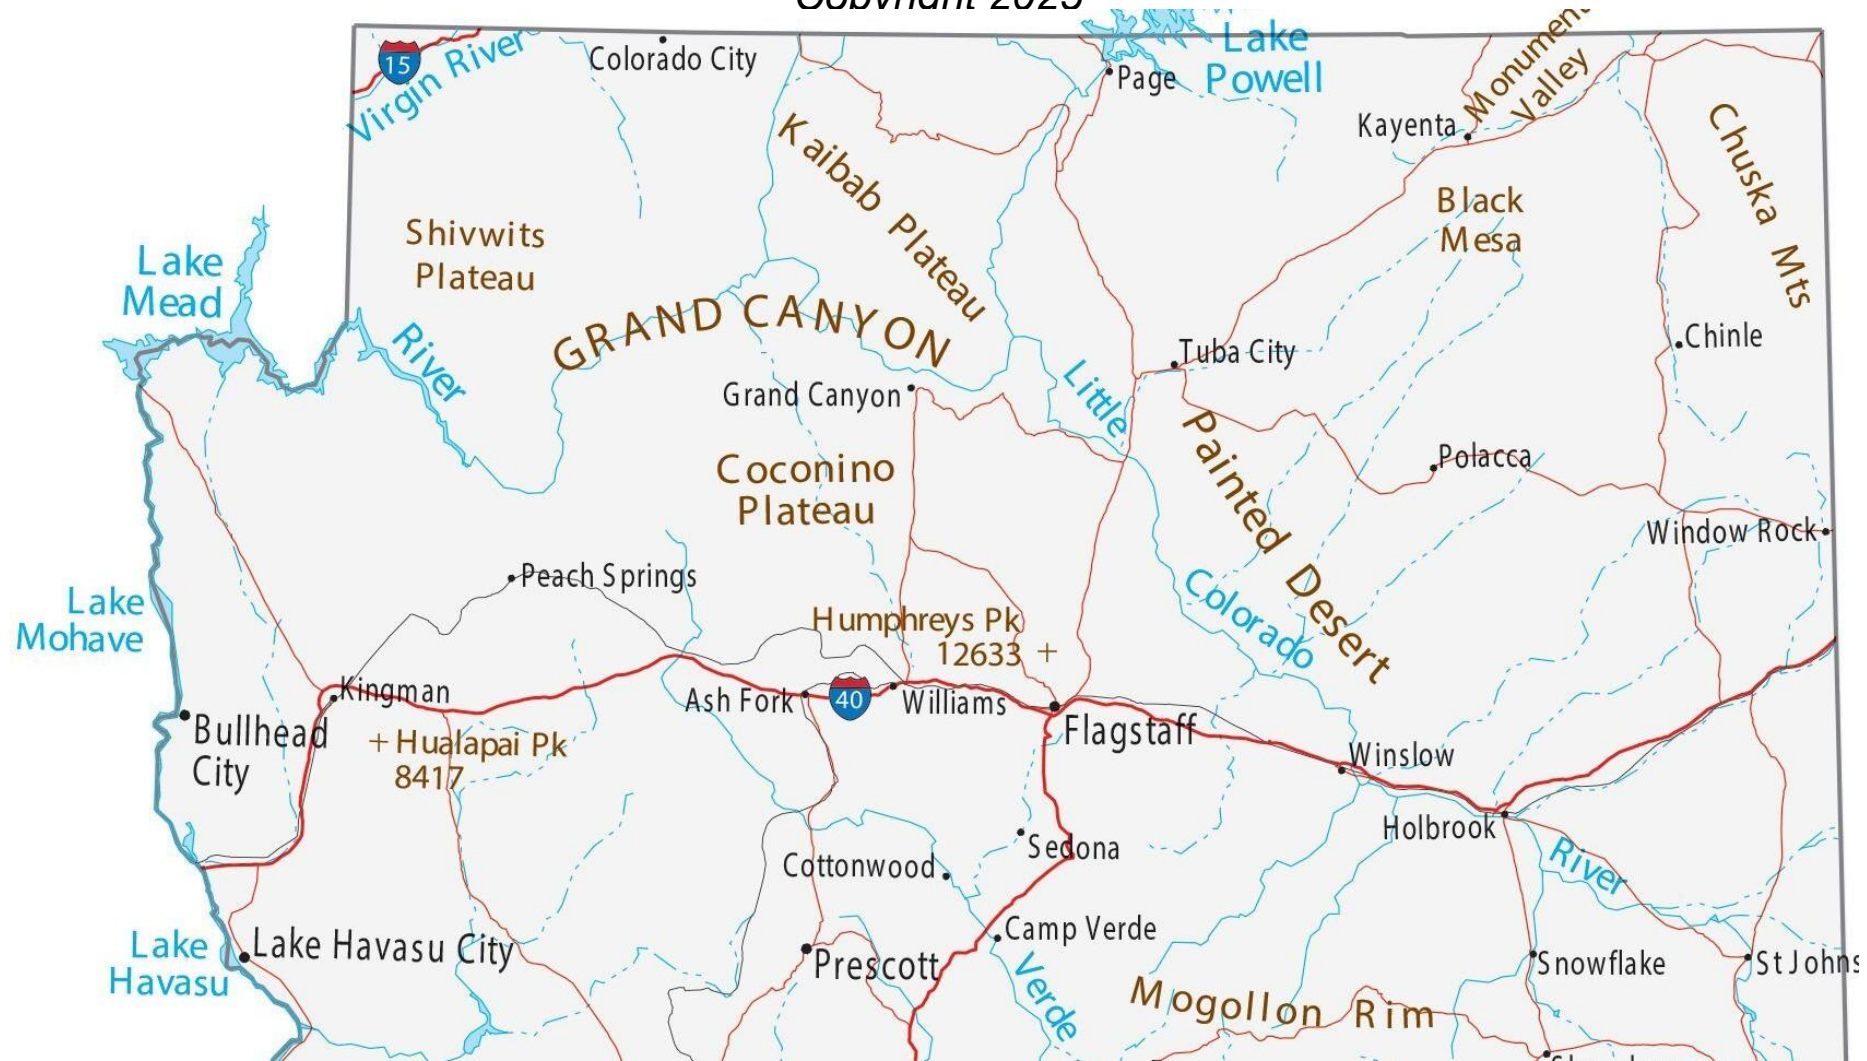 Copyright 2025
15
Virgin River
Colorado City
Lake
Powell
Page
Monument
Valley
Kayenta
Kaibab Plateau
Chuska Mts
Black
Mesa
Shivwits
Plateau
Lake
Mead
River
GRAND CANYON
Grand Canyon
Little
Tuba City
Chinle
Coconino
Plateau
Painted Desert
Polacca
Window Rock
Peach Springs
Lake
Mohave
Humphreys Pk
12633 +
Colorado
Kingman
Ash Fork
40
Williams
Flagstaff
Bullhead
City
+ Hualapai Pk
8417
Winslow
Holbrook
Sedona
Cottonwood
River
Camp Verde
Lake
Havasu
Lake Havasu City
Prescott
Verde
Snowflake
St Johns
Mogollon Rim